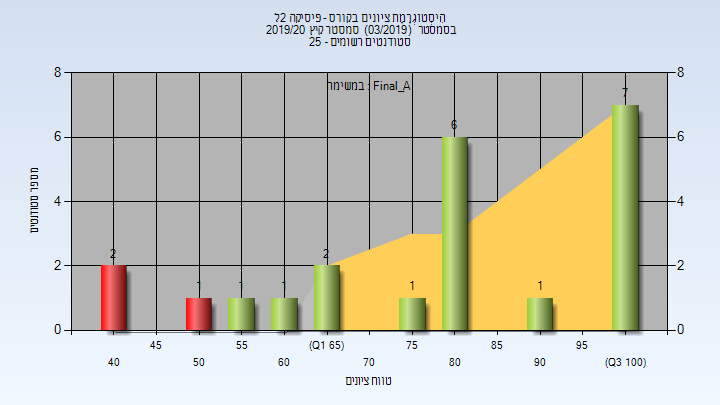 היסטוגרמת ציונים בקורס - פיסיקה 2ל
בסמסטר (03/2019) סמסטר קיץ 2019/20
סטודנטים רשומים - 25
במשימה : Final_A
8 8
6 6
4 4
2 2
0 0
2 1 1 1 2 1 6 1 7
מספר סטודנטים
45 55 (Q1 65) 75 85 95
40 50 60 70 80 90 (Q3 100)
טווח ציונים